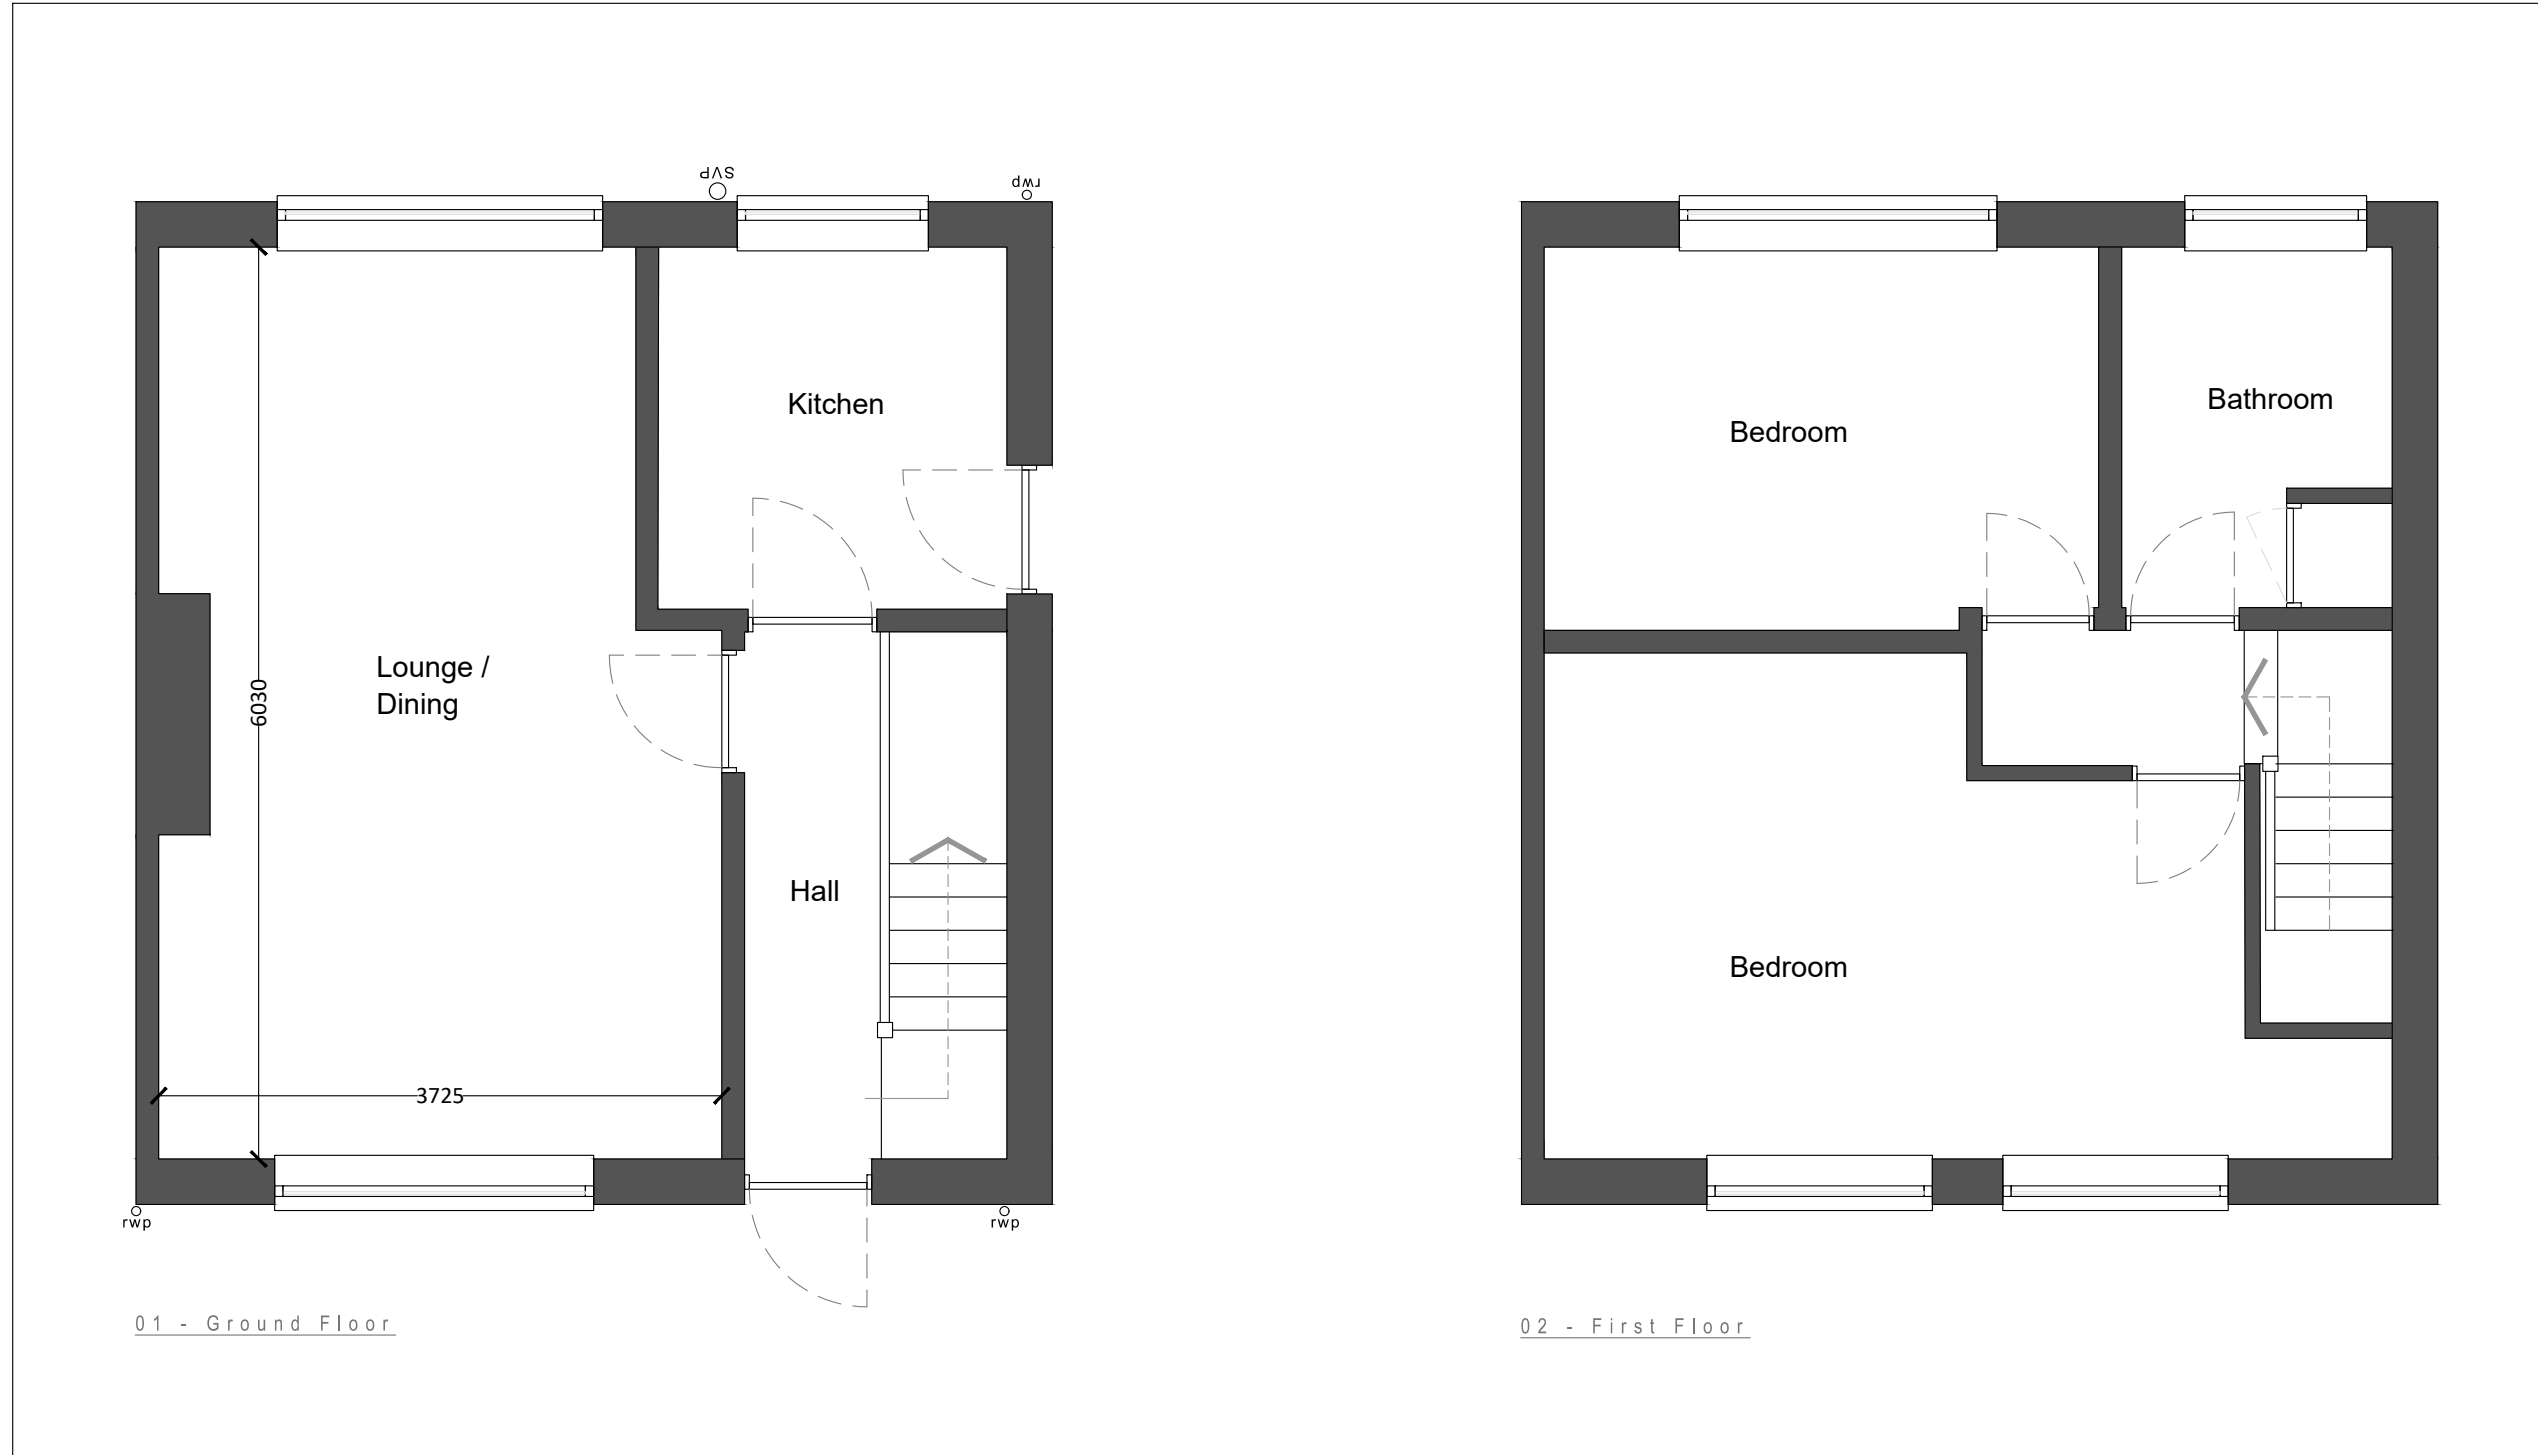 SVP
rwp
Kitchen
Lounge /
Dining
6030
Hall
3725
rwp
rwp
01 - Ground Floor
Bedroom
Bathroom
Bedroom
02 - First Floor